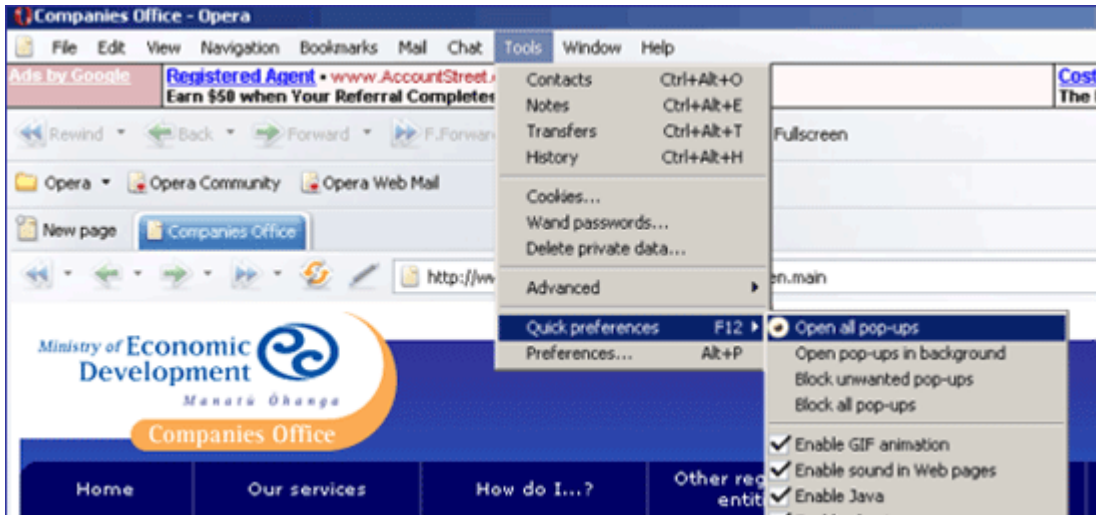 Companies Office - Opera
File Edit View Navigation Bookmarks Mail Chat Tools Window Help
Ads by Google
Registered Agent • www.AccountStreet.
Earn $50 when Your Referral Completes
Cost
The
Rewind Back Forward F.Forward Fullscreen
Opera Opera Community Opera Web Mail
New page Companies Office
http://ww
en.main
Contacts Ctrl+Alt+O
Notes Ctrl+Alt+E
Transfers Ctrl+Alt+T
History Ctrl+Alt+H
Cookies...
Wand passwords...
Delete private data...
Advanced
Quick preferences F12
Preferences... Alt+P
Open all pop-ups
Open pop-ups in background
Block unwanted pop-ups
Block all pop-ups
Enable GIF animation
Enable sound in Web pages
Enable Java
Ministry of Economic
Development
Manatū Ōhanga
Companies Office
Home Our services How do I...? Other reg
entit